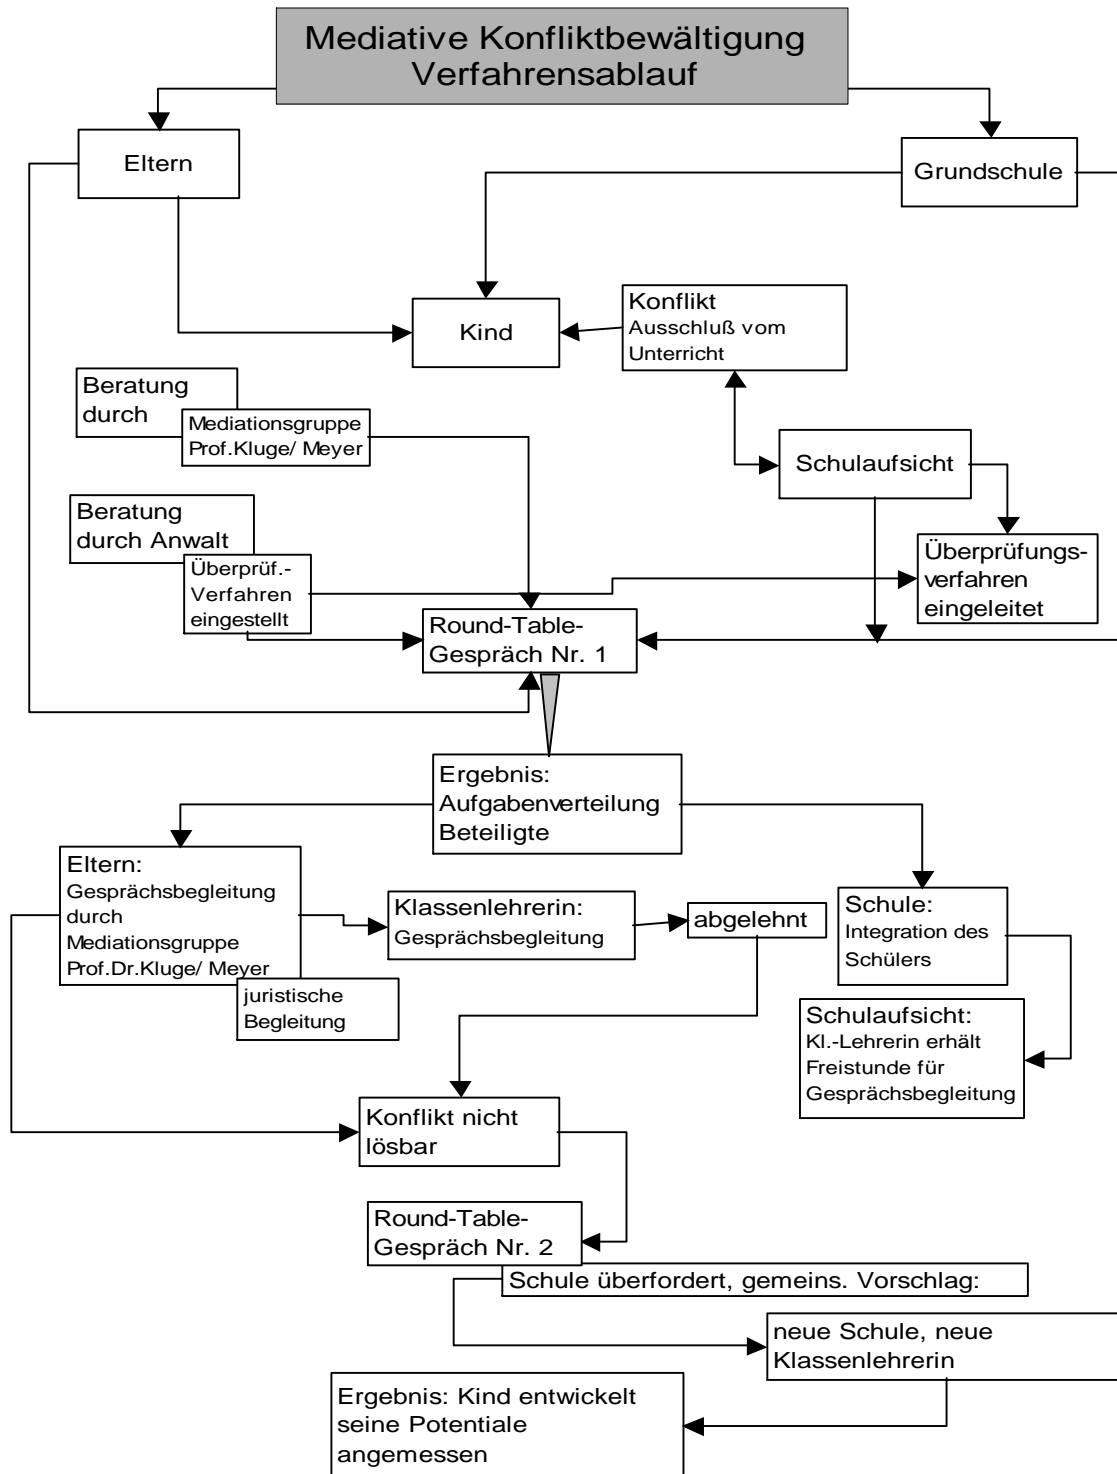 Mediative Konfliktbewältigung
Verfahrensablauf
Eltern
Grundschule
Kind
Konflikt
Ausschluß vom
Unterricht
Beratung
durch
Mediationsgruppe
Prof.Kluge/ Meyer
Schulaufsicht
Beratung
durch Anwalt
Überprüf.-
Verfahren
eingestellt
Überprüfungs-
verfahren
eingeleitet
Round-Table-
Gespräch Nr. 1
Ergebnis:
Aufgabenverteilung
Beteiligte
Eltern:
Gesprächsbegleitung
durch
Mediationsgruppe
Prof.Dr.Kluge/ Meyer
juristische
Begleitung
Klassenlehrerin:
Gesprächsbegleitung
abgelehnt
Schule:
Integration des
Schülers
Schulaufsicht:
Kl.-Lehrerin erhält
Freistunde für
Gesprächsbegleitung
Konflikt nicht
lösbar
Round-Table-
Gespräch Nr. 2
Schule überfordert, gemeins. Vorschlag:
neue Schule, neue
Klassenlehrerin
Ergebnis: Kind entwickelt
seine Potentiale
angemessen